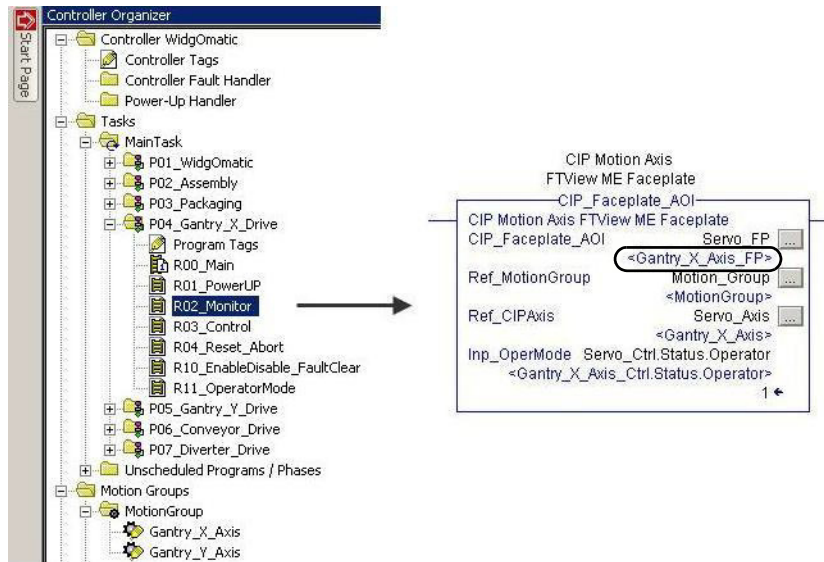 Controller Organizer
Start Page
Controller WidgOmatic
Controller Tags
Controller Fault Handler
Power-Up Handler
Tasks
MainTask
P01_WidgOmatic
P02_Assembly
P03_Packaging
P04_Gantry_X_Drive
Program Tags
R00_Main
R01_PowerUP
R02_Monitor
R03_Control
R04_Reset_Abort
R10_EnableDisable_FaultClear
R11_OperatorMode
P05_Gantry_Y_Drive
P06_Conveyor_Drive
P07_Diverter_Drive
Unscheduled Programs / Phases
Motion Groups
MotionGroup
Gantry_X_Axis
Gantry_Y_Axis
CIP Motion Axis
FTView ME Faceplate
CIP_Faceplate_AOI
CIP Motion Axis FTView ME Faceplate
CIP_Faceplate_AOI Servo_FP ...
<Gantry_X_Axis_FP>
Ref_MotionGroup Motion_Group ...
<MotionGroup>
Ref_CIPAxis Servo_Axis ...
<Gantry_X_Axis>
Inp_OperMode Servo_Ctrl.Status.Operator
<Gantry_X_Axis_Ctrl.Status.Operator>
1